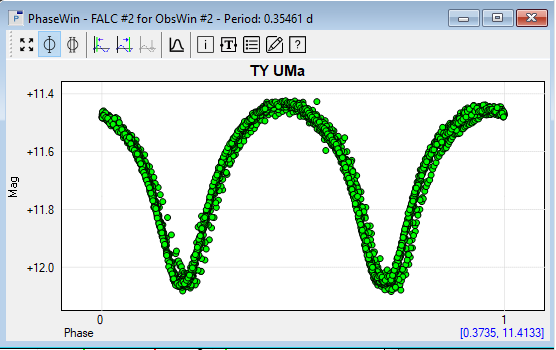 PhaseWin - FALC #2 for ObsWin #2 - Period: 0.35461 d
TY UMa
+11.4
+11.6
+11.8
+12.0
Mag
0
1
Phase
[0.3735, 11.4133]